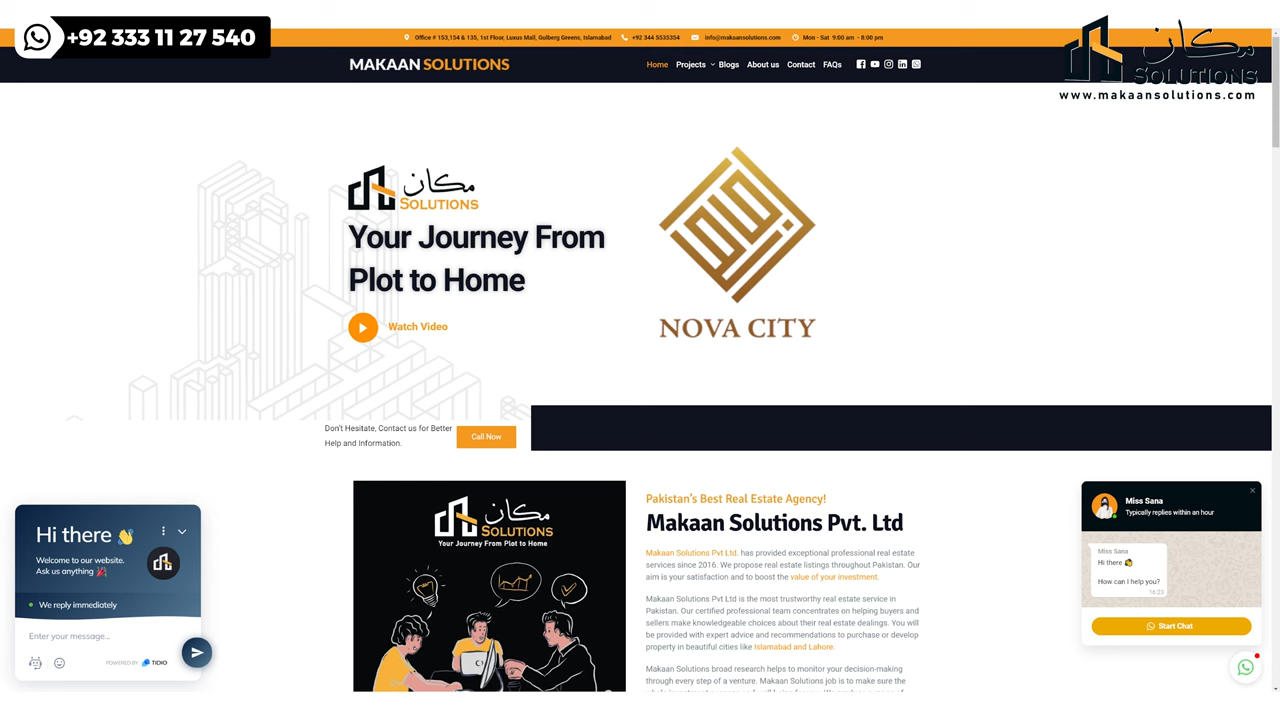 +92 333 11 27 540
Office # 153,154 & 135, 1st Floor, Luxus Mall, Gulberg Greens, Islamabad
+92 344 5535354
info@makaansolutions.com
Mon - Sat 9:00 am - 8:00 pm
مكان
SOLUTIONS
www.makaansolutions.com
MAKAAN SOLUTIONS
Home
Projects
Blogs
About us
Contact
FAQs
مكان
SOLUTIONS
Your Journey From
Plot to Home
Watch Video
NOVA CITY
Don't Hesitate, Contact us for Better
Help and Information.
Call Now
مكان
SOLUTIONS
Your Journey From Plot to Home
Pakistan's Best Real Estate Agency!
Makaan Solutions Pvt. Ltd
Makaan Solutions Pvt Ltd. has provided exceptional professional real estate
services since 2016. We propose real estate listings throughout Pakistan. Our
aim is your satisfaction and to boost the value of your investment.
Makaan Solutions Pvt Ltd is the most trustworthy real estate service in
Pakistan. Our certified professional team concentrates on helping buyers and
sellers make knowledgeable choices about their real estate dealings. You will
be provided with expert advice and recommendations to purchase or develop
property in beautiful cities like Islamabad and Lahore.
Makaan Solutions broad research helps to monitor your decision-making
through every step of a venture. Makaan Solutions job is to make sure the
Hi there
Welcome to our website.
Ask us anything
We reply immediately
Enter your message...
POWERED BY TIDIO
Miss Sana
Typically replies within an hour
Miss Sana
Hi there
How can I help you?
16:23
Start Chat